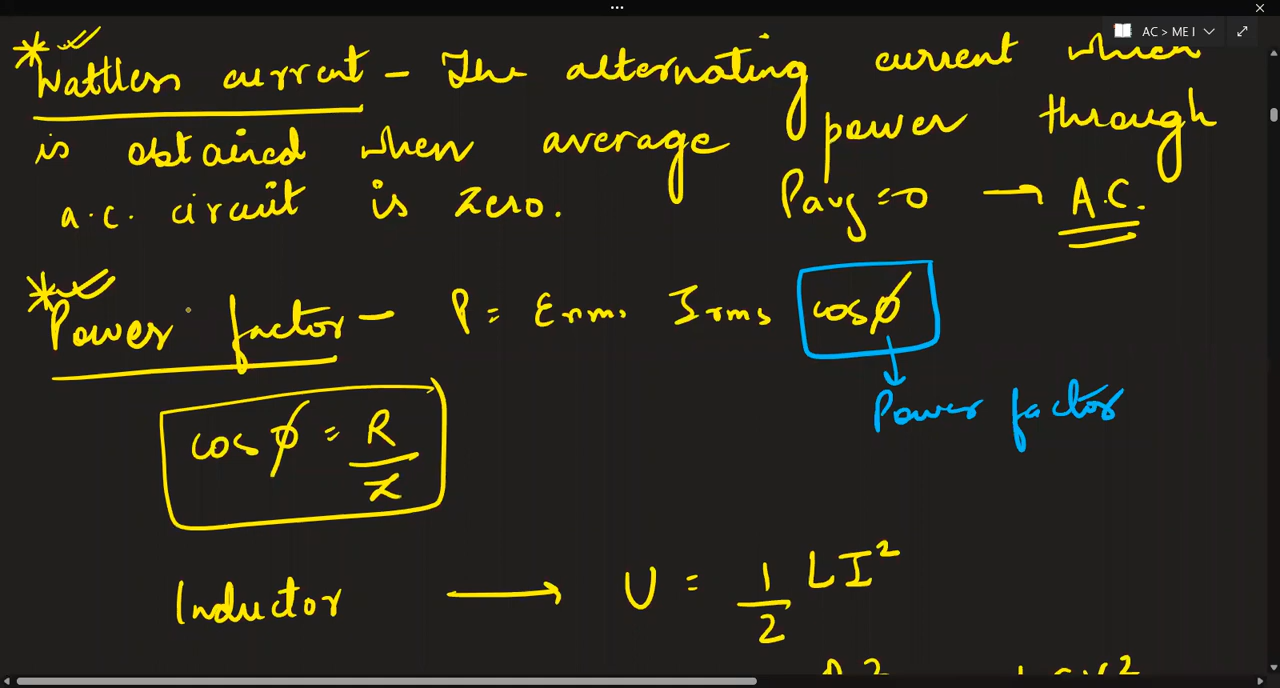 AC > ME I
Wattless current – The alternating current which
is obtained when average power through
a.c. circuit is zero. Pavg = 0 → A.C.
Power factor – P = Erms Irms cosϕ
Power factor
cosϕ = R/Z
Inductor → U = 1/2 LI²